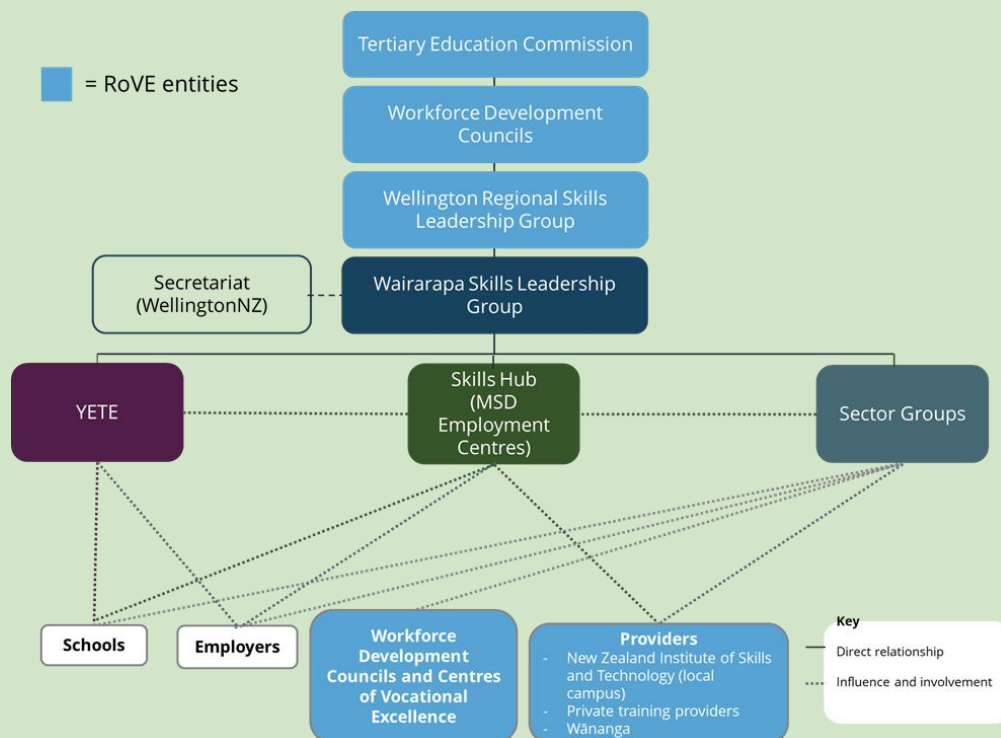 Tertiary Education Commission
= RoVE entities
Workforce Development
Councils
Wellington Regional Skills
Leadership Group
Secretariat
(WellingtonNZ)
Wairarapa Skills Leadership
Group
YETE
Skills Hub
(MSD
Employment
Centres)
Sector Groups
Schools
Employers
Workforce
Development
Councils and Centres
of Vocational
Excellence
Providers
- New Zealand Institute of Skills
and Technology (local
campus)
- Private training providers
- Wānanga
Key
Direct relationship
Influence and involvement